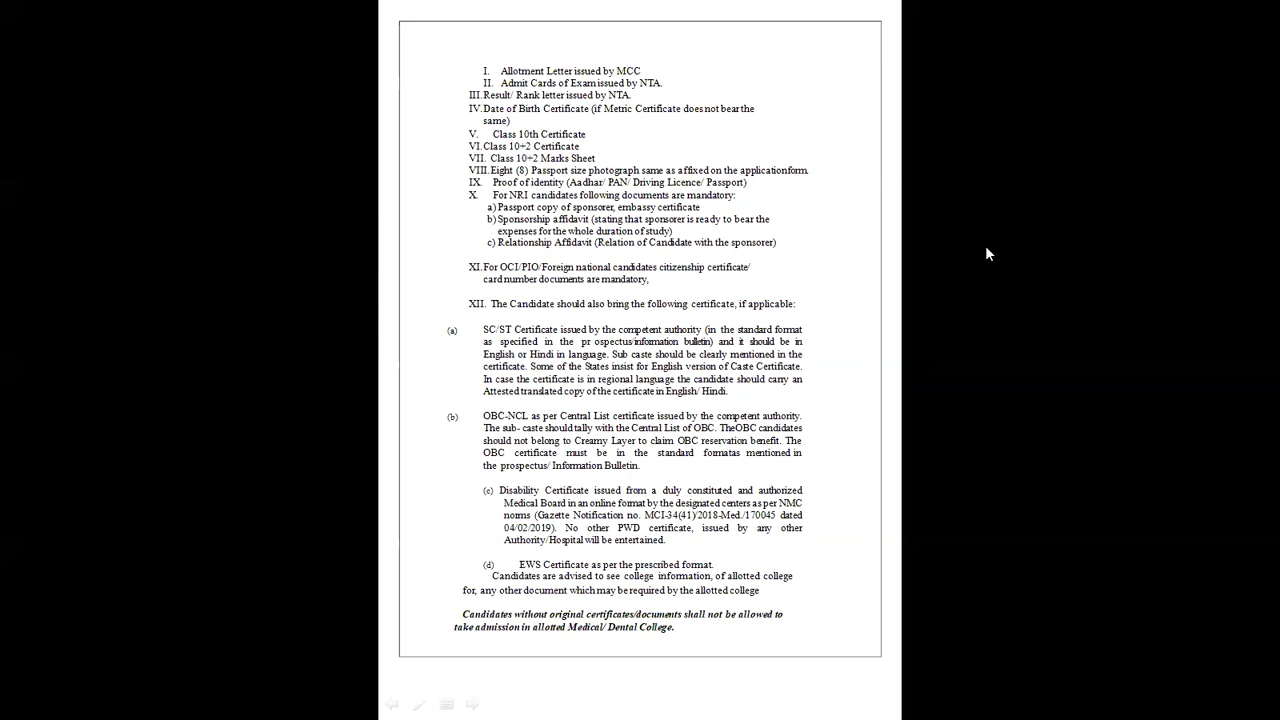 I. Allotment Letter issued by MCC
II. Admit Cards of Exam issued by NTA.
III. Result/ Rank letter issued by NTA.
IV. Date of Birth Certificate (if Metric Certificate does not bear the
same)
V. Class 10th Certificate
VI. Class 10+2 Certificate
VII. Class 10+2 Marks Sheet
VIII. Eight (8) Passport size photograph same as affixed on the applicationform.
IX. Proof of identity (Aadhar/ PAN/ Driving Licence/ Passport)
X. For NRI candidates following documents are mandatory:
a) Passport copy of sponsorer, embassy certificate
b) Sponsorship affidavit (stating that sponsorer is ready to bear the
expenses for the whole duration of study)
c) Relationship Affidavit (Relation of Candidate with the sponsorer)
XI. For OCI/PIO/Foreign national candidates citizenship certificate/
card number documents are mandatory,
XII. The Candidate should also bring the following certificate, if applicable:
(a) SC/ST Certificate issued by the competent authority (in the standard format
as specified in the pr ospectus/information bulletin) and it should be in
English or Hindi in language. Sub caste should be clearly mentioned in the
certificate. Some of the States insist for English version of Caste Certificate.
In case the certificate is in regional language the candidate should carry an
Attested translated copy of the certificate in English/ Hindi.
(b) OBC-NCL as per Central List certificate issued by the competent authority.
The sub- caste should tally with the Central List of OBC. TheOBC candidates
should not belong to Creamy Layer to claim OBC reservation benefit. The
OBC certificate must be in the standard formatas mentioned in
the prospectus/ Information Bulletin.
(c) Disability Certificate issued from a duly constituted and authorized
Medical Board in an online format by the designated centers as per NMC
norms (Gazette Notification no. MCI-34(41)/2018-Med./170045 dated
04/02/2019). No other PWD certificate, issued by any other
Authority/Hospital will be entertained.
(d) EWS Certificate as per the prescribed format.
Candidates are advised to see college information, of allotted college
for, any other document which may be required by the allotted college
Candidates without original certificates/documents shall not be allowed to
take admission in allotted Medical/ Dental College.